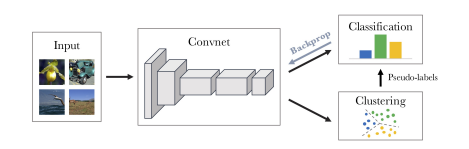 Input
Convnet
Backprop
Classification
Pseudo-labels
Clustering